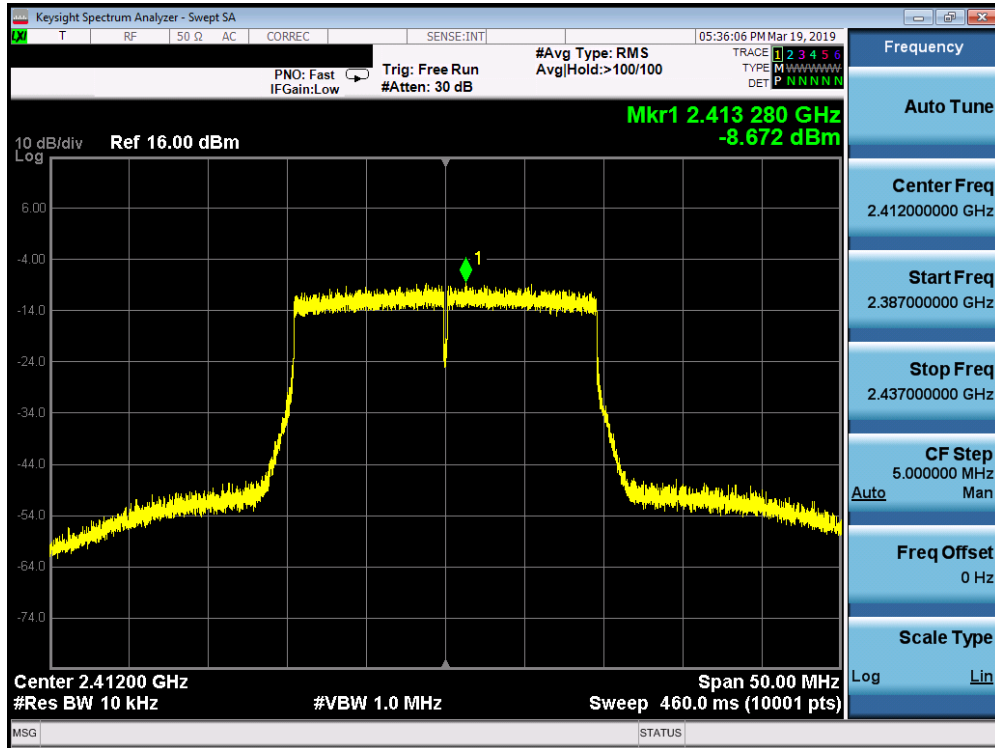 Keysight Spectrum Analyzer - Swept SA
LXI T RF 50 Ω AC CORREC SENSE:INT 05:36:06 PM Mar 19, 2019
PNO: Fast
IFGain:Low
Trig: Free Run
#Atten: 30 dB
#Avg Type: RMS
Avg|Hold:>100/100
TRACE 1 2 3 4 5 6
TYPE M W W W W W
DET P N N N N N
Mkr1 2.413 280 GHz
-8.672 dBm
10 dB/div Ref 16.00 dBm
Log
6.00
-4.00
1
-14.0
-24.0
-34.0
-44.0
-54.0
-64.0
-74.0
Center 2.41200 GHz Span 50.00 MHz
#Res BW 10 kHz #VBW 1.0 MHz Sweep 460.0 ms (10001 pts)
MSG STATUS
Frequency
Auto Tune
Center Freq
2.412000000 GHz
Start Freq
2.387000000 GHz
Stop Freq
2.437000000 GHz
CF Step
5.000000 MHz
Auto Man
Freq Offset
0 Hz
Scale Type
Log Lin